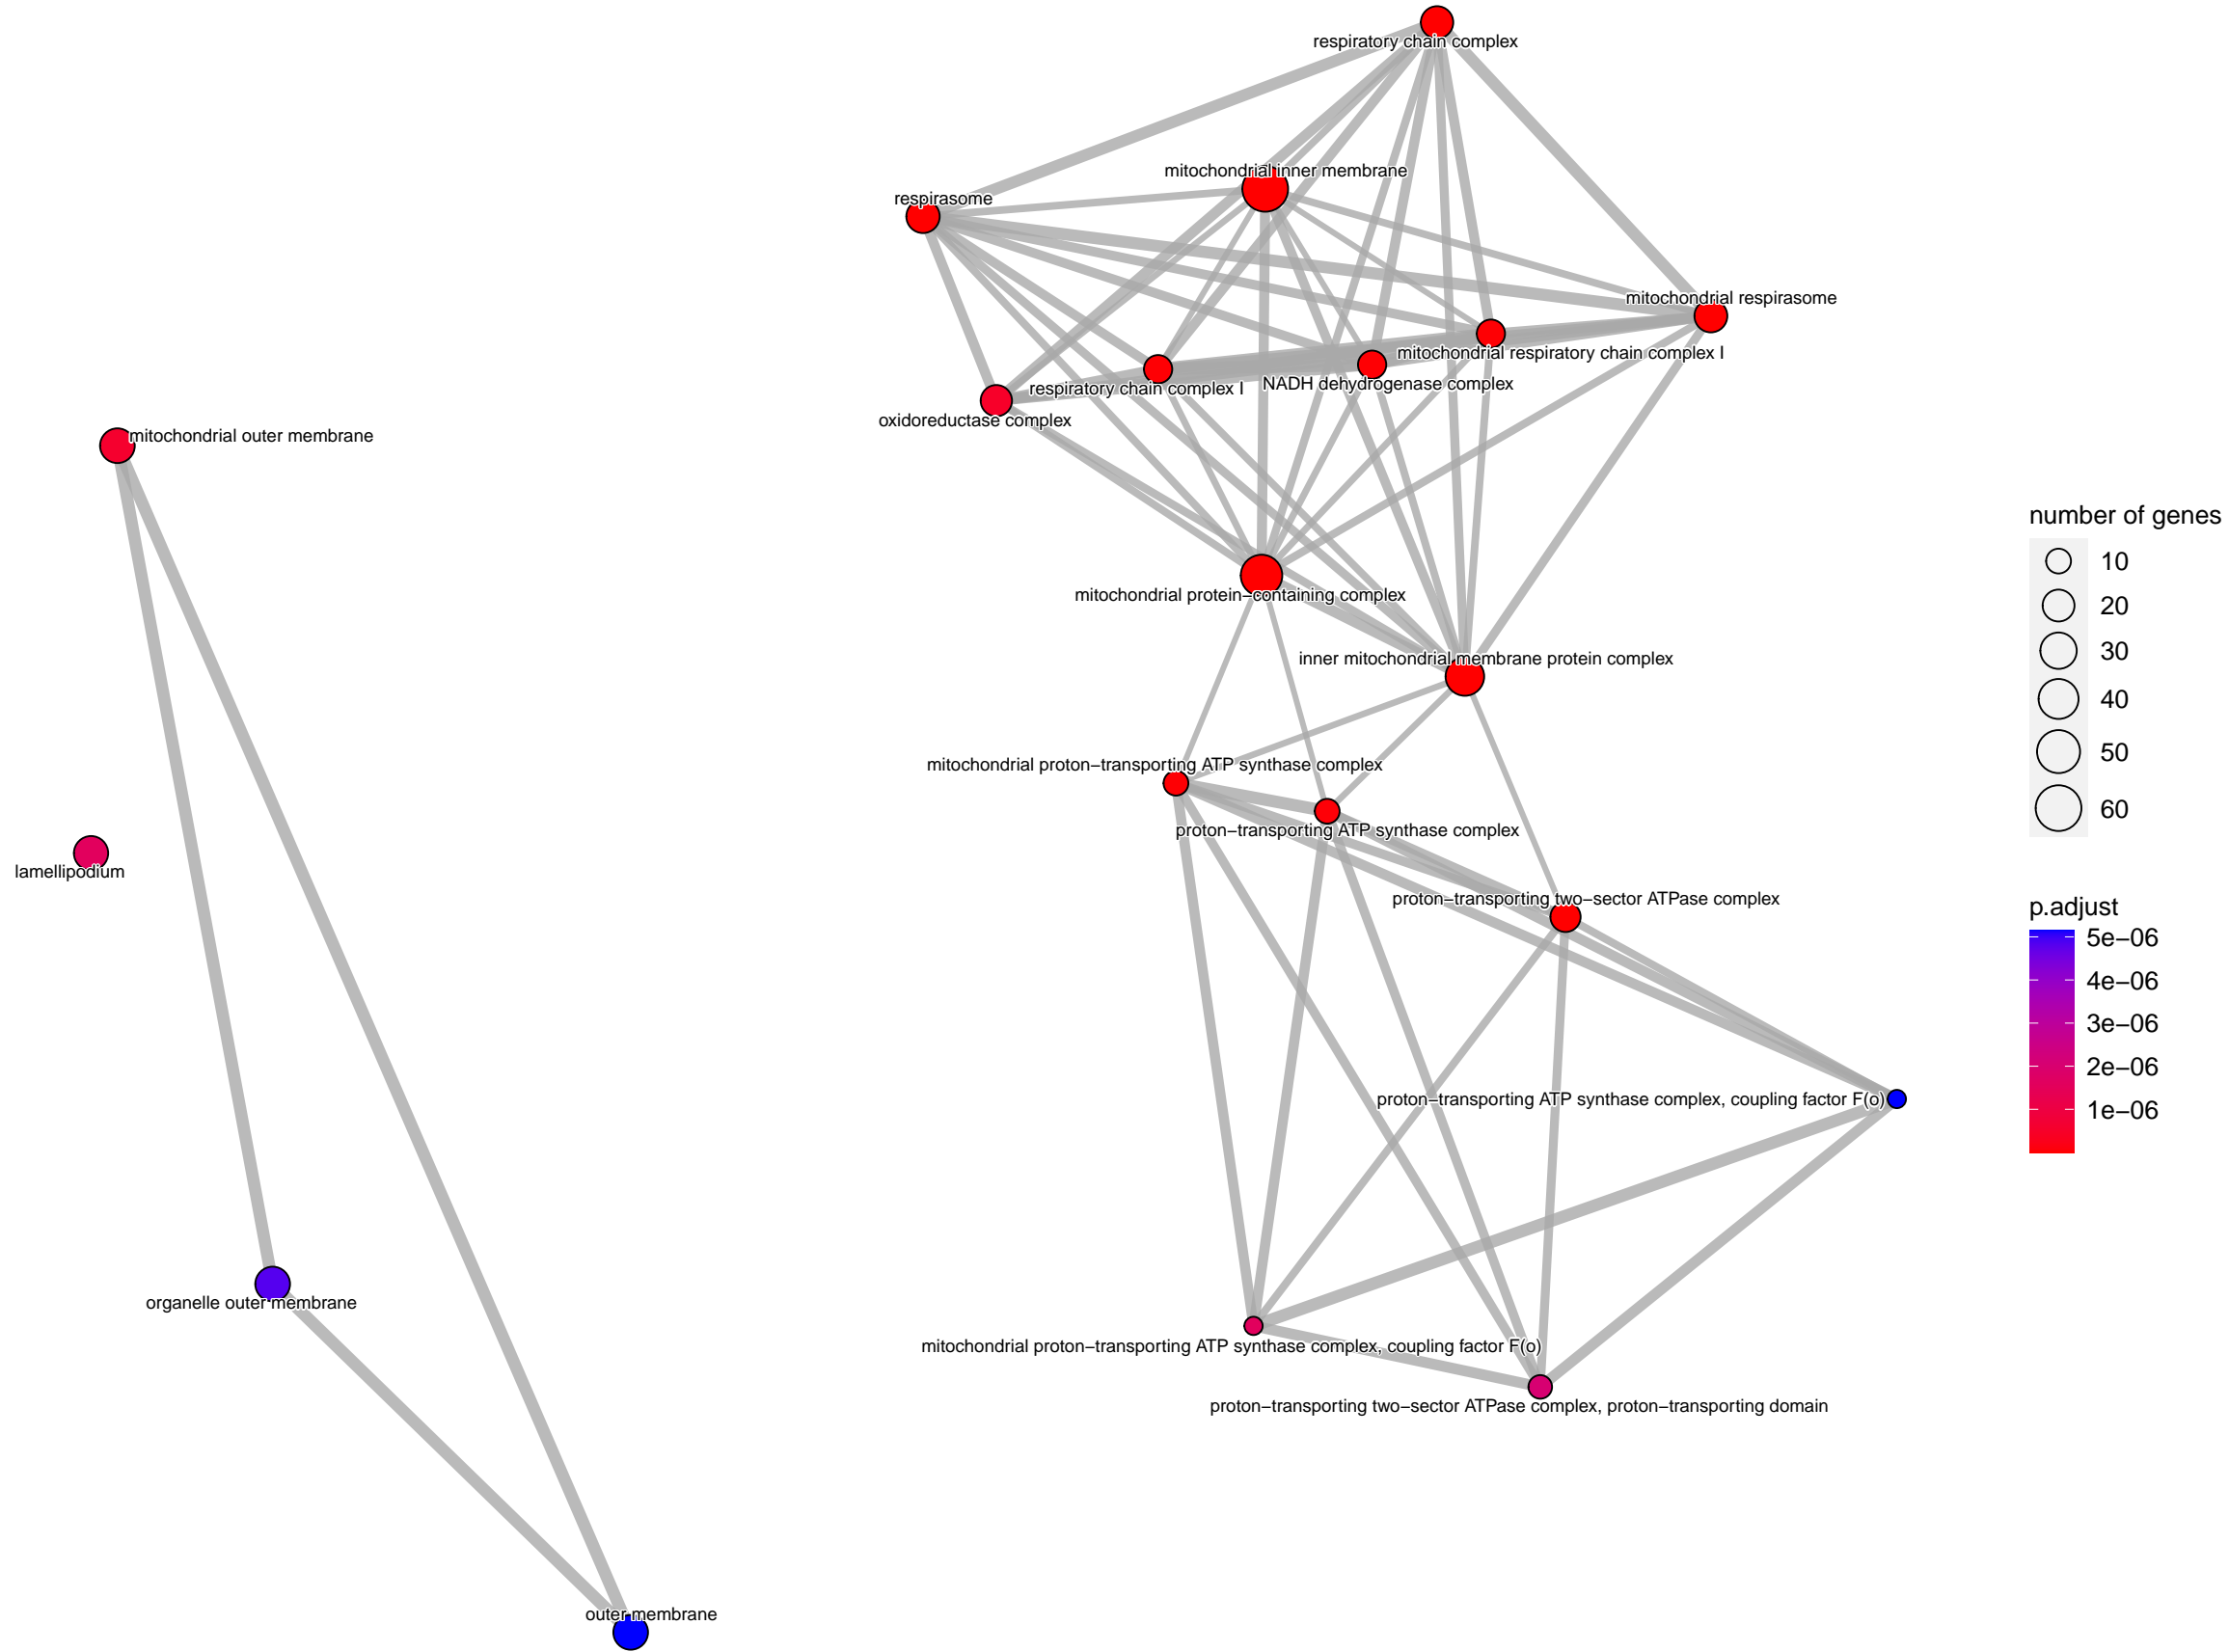 respiratory chain complex
mitochondrial inner membrane
respirasome
mitochondrial respirasome
mitochondrial respiratory chain complex I
NADH dehydrogenase complex
respiratory chain complex I
oxidoreductase complex
mitochondrial outer membrane
mitochondrial protein−containing complex
inner mitochondrial membrane protein complex
mitochondrial proton−transporting ATP synthase complex
proton−transporting ATP synthase complex
lamellipodium
proton−transporting two−sector ATPase complex
proton−transporting ATP synthase complex, coupling factor F(o)
organelle outer membrane
mitochondrial proton−transporting ATP synthase complex, coupling factor F(o)
proton−transporting two−sector ATPase complex, proton−transporting domain
outer membrane
number of genes
10
20
30
40
50
60
p.adjust
5e−06
4e−06
3e−06
2e−06
1e−06